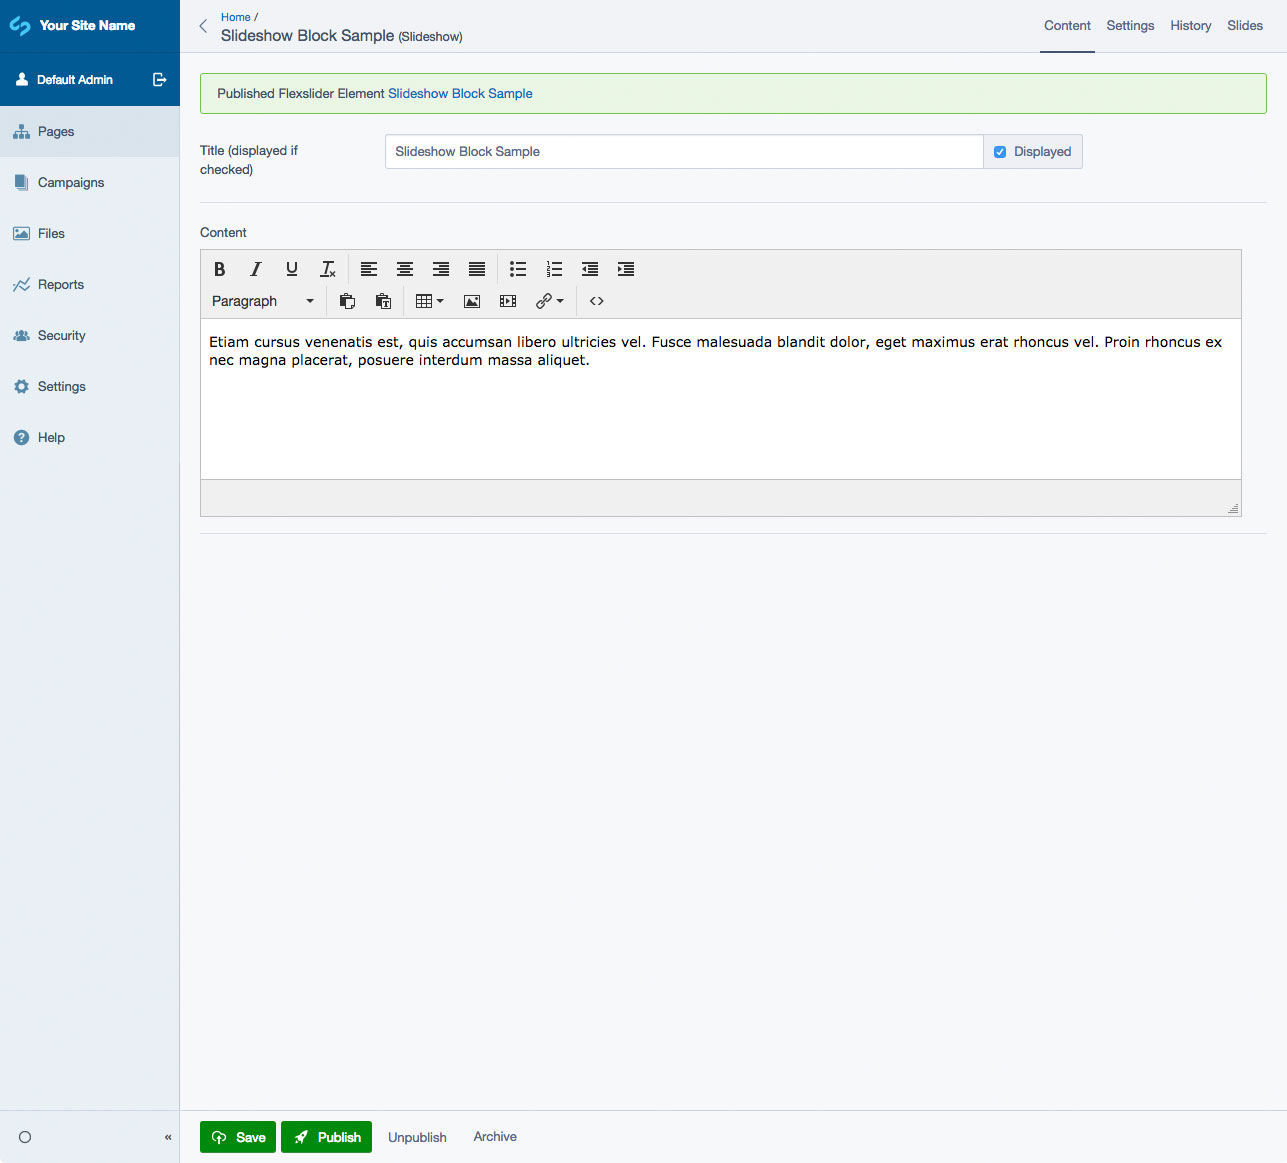 Your Site Name
Default Admin
Pages
Campaigns
Files
Reports
Security
Settings
Help
«
Home /
Slideshow Block Sample (Slideshow)
Content Settings History Slides
Published Flexslider Element Slideshow Block Sample
Title (displayed if
checked)
Slideshow Block Sample
Displayed
Content
B I U Tx
Paragraph
Etiam cursus venenatis est, quis accumsan libero ultricies vel. Fusce malesuada blandit dolor, eget maximus erat rhoncus vel. Proin rhoncus ex
nec magna placerat, posuere interdum massa aliquet.
Save Publish Unpublish Archive